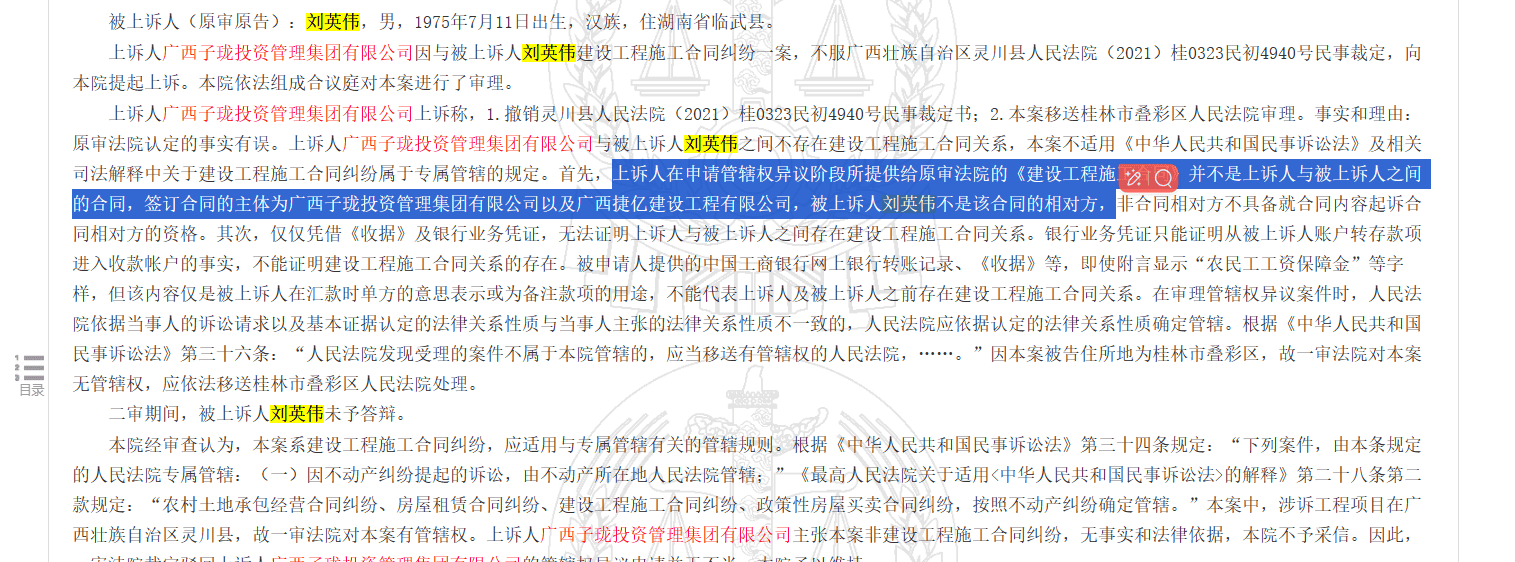 被上诉人（原审原告）：刘英伟，男，1975年7月11日出生，汉族，住湖南省临武县。
上诉人广西子珑投资管理集团有限公司因与被上诉人刘英伟建设工程施工合同纠纷一案，不服广西壮族自治区灵川县人民法院（2021）桂0323民初4940号民事裁定，向
本院提起上诉。本院依法组成合议庭对本案进行了审理。
上诉人广西子珑投资管理集团有限公司上诉称，1.撤销灵川县人民法院（2021）桂0323民初4940号民事裁定书；2.本案移送桂林市叠彩区人民法院审理。事实和理由：
原审法院认定的事实有误。上诉人广西子珑投资管理集团有限公司与被上诉人刘英伟之间不存在建设工程施工合同关系，本案不适用《中华人民共和国民事诉讼法》及相关
司法解释中关于建设工程施工合同纠纷属于专属管辖的规定。首先，上诉人在申请管辖权异议阶段所提供给原审法院的《建设工程施 并不是上诉人与被上诉人之间
的合同，签订合同的主体为广西子珑投资管理集团有限公司以及广西捷亿建设工程有限公司，被上诉人刘英伟不是该合同的相对方，非合同相对方不具备就合同内容起诉合
同相对方的资格。其次，仅仅凭借《收据》及银行业务凭证，无法证明上诉人与被上诉人之间存在建设工程施工合同关系。银行业务凭证只能证明从被上诉人账户转存款项
进入收款帐户的事实，不能证明建设工程施工合同关系的存在。被申请人提供的中国工商银行网上银行转账记录、《收据》等，即使附言显示“农民工工资保障金”等字
样，但该内容仅是被上诉人在汇款时单方的意思表示或为备注款项的用途，不能代表上诉人及被上诉人之前存在建设工程施工合同关系。在审理管辖权异议案件时，人民法
院依据当事人的诉讼请求以及基本证据认定的法律关系性质与当事人主张的法律关系性质不一致的，人民法院应依据认定的法律关系性质确定管辖。根据《中华人民共和国
民事诉讼法》第三十六条：“人民法院发现受理的案件不属于本院管辖的，应当移送有管辖权的人民法院，……。”因本案被告住所地为桂林市叠彩区，故一审法院对本案
无管辖权，应依法移送桂林市叠彩区人民法院处理。
目录
二审期间，被上诉人刘英伟未予答辩。
本院经审查认为，本案系建设工程施工合同纠纷，应适用与专属管辖有关的管辖规则。根据《中华人民共和国民事诉讼法》第三十四条规定：“下列案件，由本条规定
的人民法院专属管辖：（一）因不动产纠纷提起的诉讼，由不动产所在地人民法院管辖；”《最高人民法院关于适用<中华人民共和国民事诉讼法>的解释》第二十八条第二
款规定：“农村土地承包经营合同纠纷、房屋租赁合同纠纷、建设工程施工合同纠纷、政策性房屋买卖合同纠纷，按照不动产纠纷确定管辖。”本案中，涉诉工程项目在广
西壮族自治区灵川县，故一审法院对本案有管辖权。上诉人广西子珑投资管理集团有限公司主张本案非建设工程施工合同纠纷，无事实和法律依据，本院不予采信。因此，